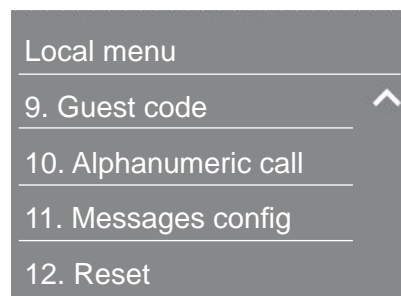 Local menu
9. Guest code
10. Alphanumeric call
11. Messages config
12. Reset